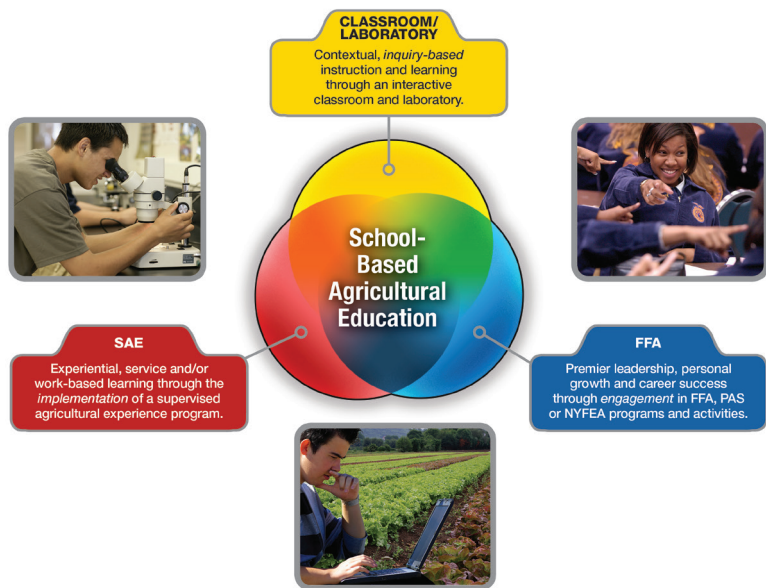 CLASSROOM/
LABORATORY
Contextual, inquiry-based
instruction and learning
through an interactive
classroom and laboratory.
School-
Based
Agricultural
Education
SAE
Experiential, service and/or
work-based learning through the
implementation of a supervised
agricultural experience program.
FFA
Premier leadership, personal
growth and career success
through engagement in FFA, PAS
or NYFEA programs and activities.